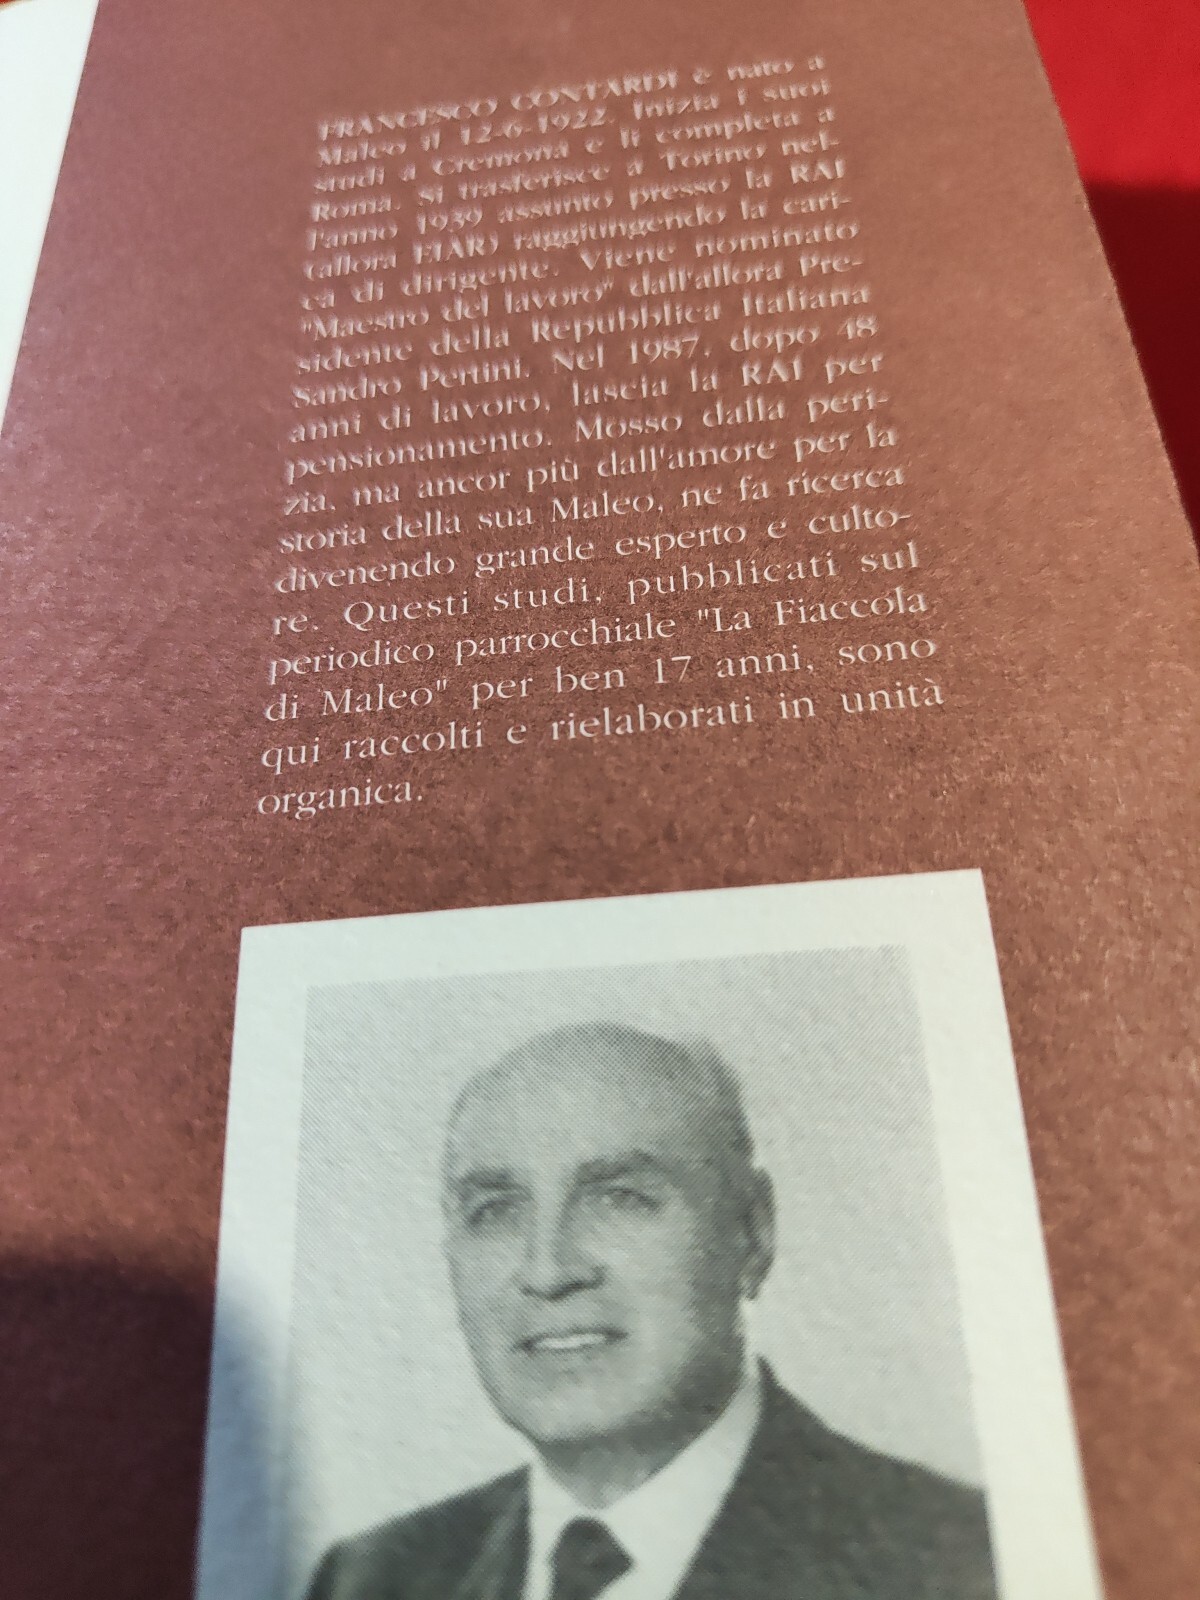 FRANCESCO CONTARDI è nato a
Maleo il 12-6-1922. Inizia i suoi
studi a Cremona e li completa a
Roma. Si trasferisce a Torino nel-
l'anno 1939 assunto presso la RAI
(allora EIAR) raggiungendo la cari-
ca di dirigente. Viene nominato
"Maestro del lavoro" dall'allora Pre-
sidente della Repubblica Italiana
Sandro Pertini. Nel 1987, dopo 48
anni di lavoro, lascia la RAI per
pensionamento. Mosso dalla peri-
zia, ma ancor più dall'amore per la
storia della sua Maleo, ne fa ricerca
divenendo grande esperto e culto-
re. Questi studi, pubblicati sul
periodico parrocchiale "La Fiaccola
di Maleo" per ben 17 anni, sono
qui raccolti e rielaborati in unità
organica.